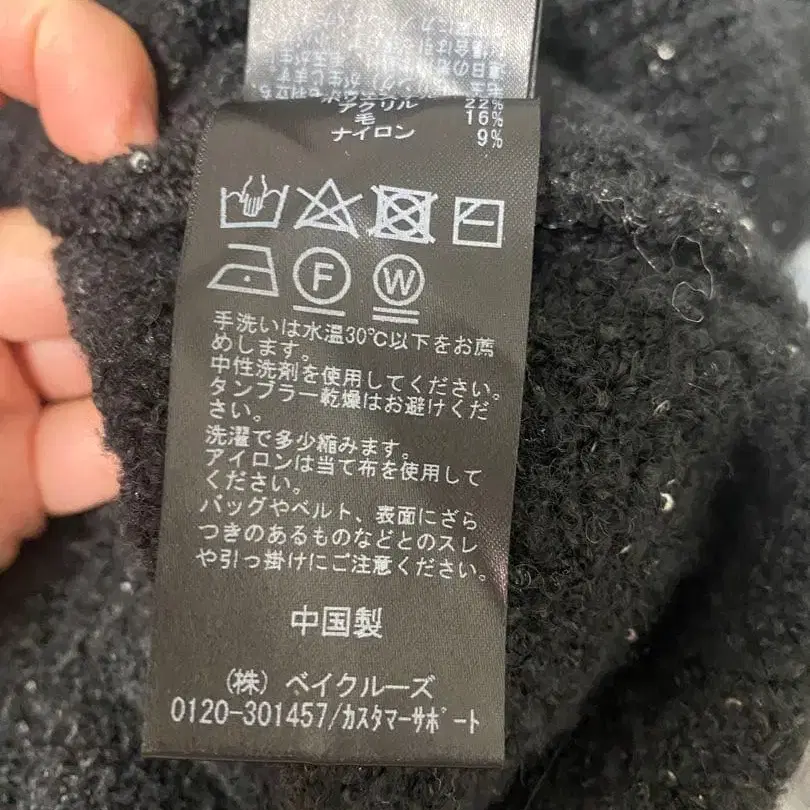 22%
アクリル 16%
毛 9%
ナイロン
F W
手洗いは水温30℃以下をお薦
めします。
中性洗剤を使用してください。
タンブラー乾燥はお避けくだ
さい。
洗濯で多少縮みます。
アイロンは当て布を使用して
ください。
バッグやベルト、表面にざら
つきのあるものなどとのスレ
や引っ掛けにご注意ください。
中国製
(株) ベイクルーズ
0120-301457/カスタマーサポート